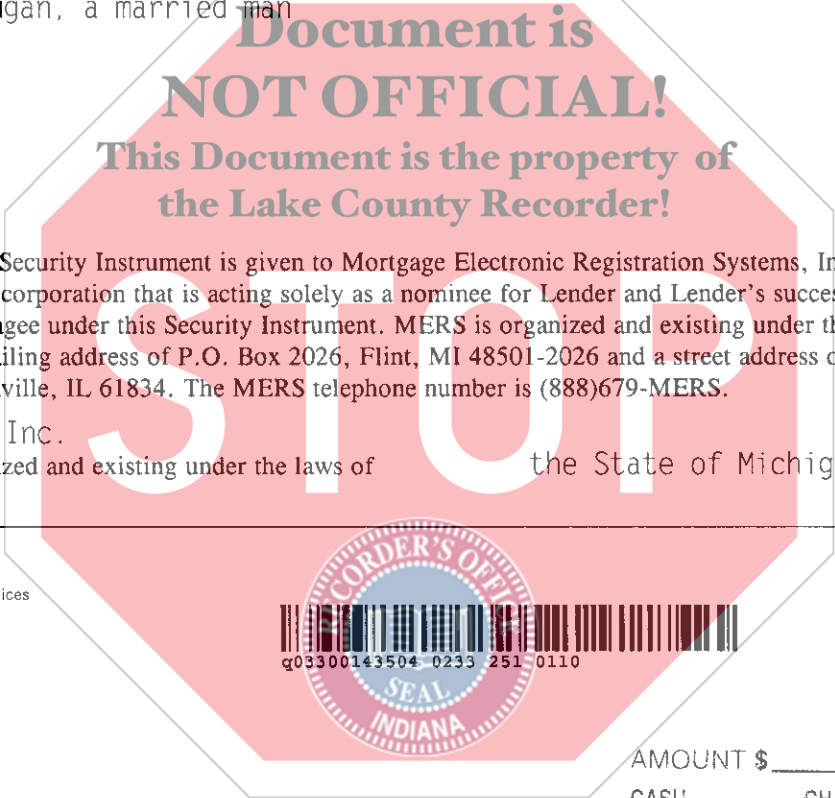 igan, a married man
Document is
NOT OFFICIAL!
This Document is the property of
the Lake County Recorder!
Security Instrument is given to Mortgage Electronic Registration Systems, In
corporation that is acting solely as a nominee for Lender and Lender's succes
gee under this Security Instrument. MERS is organized and existing under th
iling address of P.O. Box 2026, Flint, MI 48501-2026 and a street address o
ville, IL 61834. The MERS telephone number is (888)679-MERS.
STOP
Inc.
zed and existing under the laws of the State of Michig
ices
RECORDER'S OFFICE
q03300143504 0233 251 0110
SEAL
INDIANA
AMOUNT $
CASH